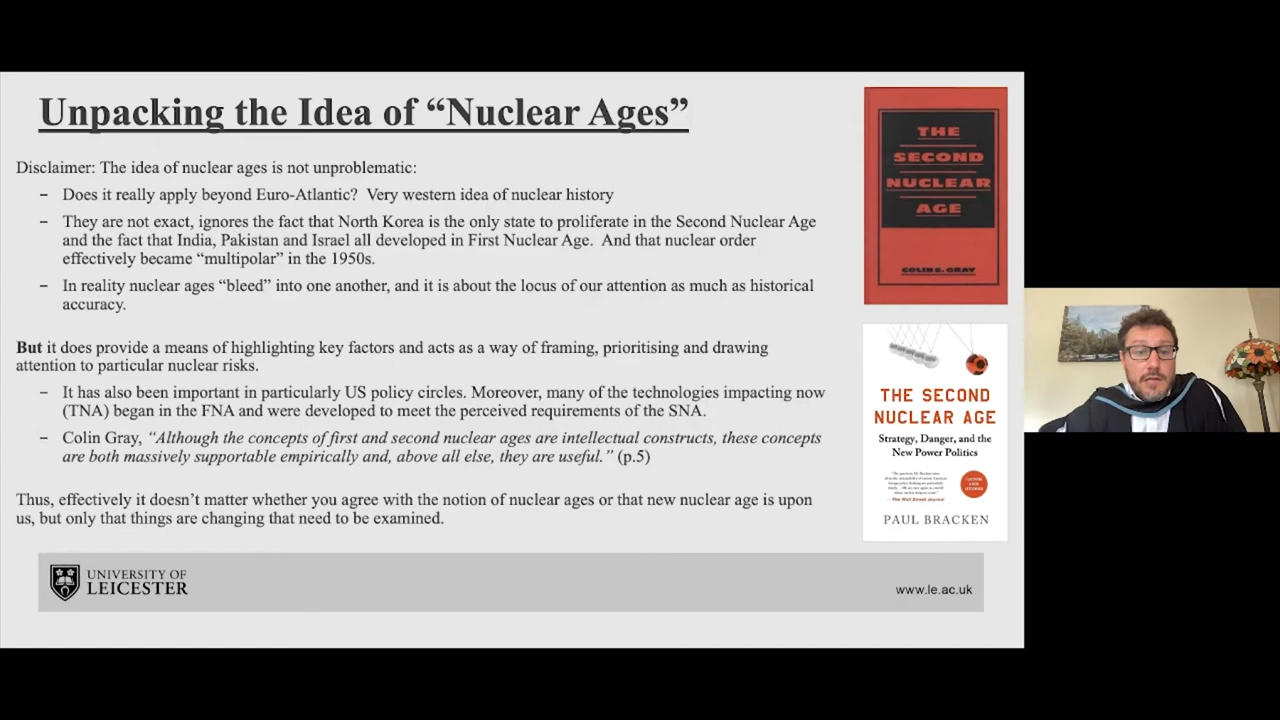 Unpacking the Idea of “Nuclear Ages”
Disclaimer: The idea of nuclear ages is not unproblematic:
– Does it really apply beyond Euro-Atlantic?  Very western idea of nuclear history
– They are not exact, ignores the fact that North Korea is the only state to proliferate in the Second Nuclear Age
and the fact that India, Pakistan and Israel all developed in First Nuclear Age.  And that nuclear order
effectively became “multipolar” in the 1950s.
– In reality nuclear ages “bleed” into one another, and it is about the locus of our attention as much as historical
accuracy.
But it does provide a means of highlighting key factors and acts as a way of framing, prioritising and drawing
attention to particular nuclear risks.
– It has also been important in particularly US policy circles. Moreover, many of the technologies impacting now
(TNA) began in the FNA and were developed to meet the perceived requirements of the SNA.
– Colin Gray, “Although the concepts of first and second nuclear ages are intellectual constructs, these concepts
are both massively supportable empirically and, above all else, they are useful.” (p.5)
Thus, effectively it doesn’t matter whether you agree with the notion of nuclear ages or that new nuclear age is upon
us, but only that things are changing that need to be examined.
THE
SECOND
NUCLEAR
AGE
COLIN S. GRAY
THE SECOND
NUCLEAR AGE
Strategy, Danger, and the
New Power Politics
The Wall Street Journal
PAUL BRACKEN
UNIVERSITY OF
LEICESTER
www.le.ac.uk